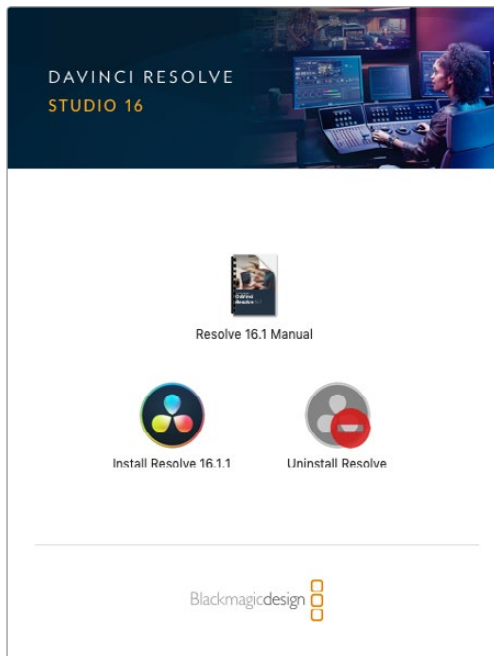 DAVINCI RESOLVE
STUDIO 16
Resolve 16.1 Manual
Install Resolve 16.1.1
Uninstall Resolve
Blackmagicdesign